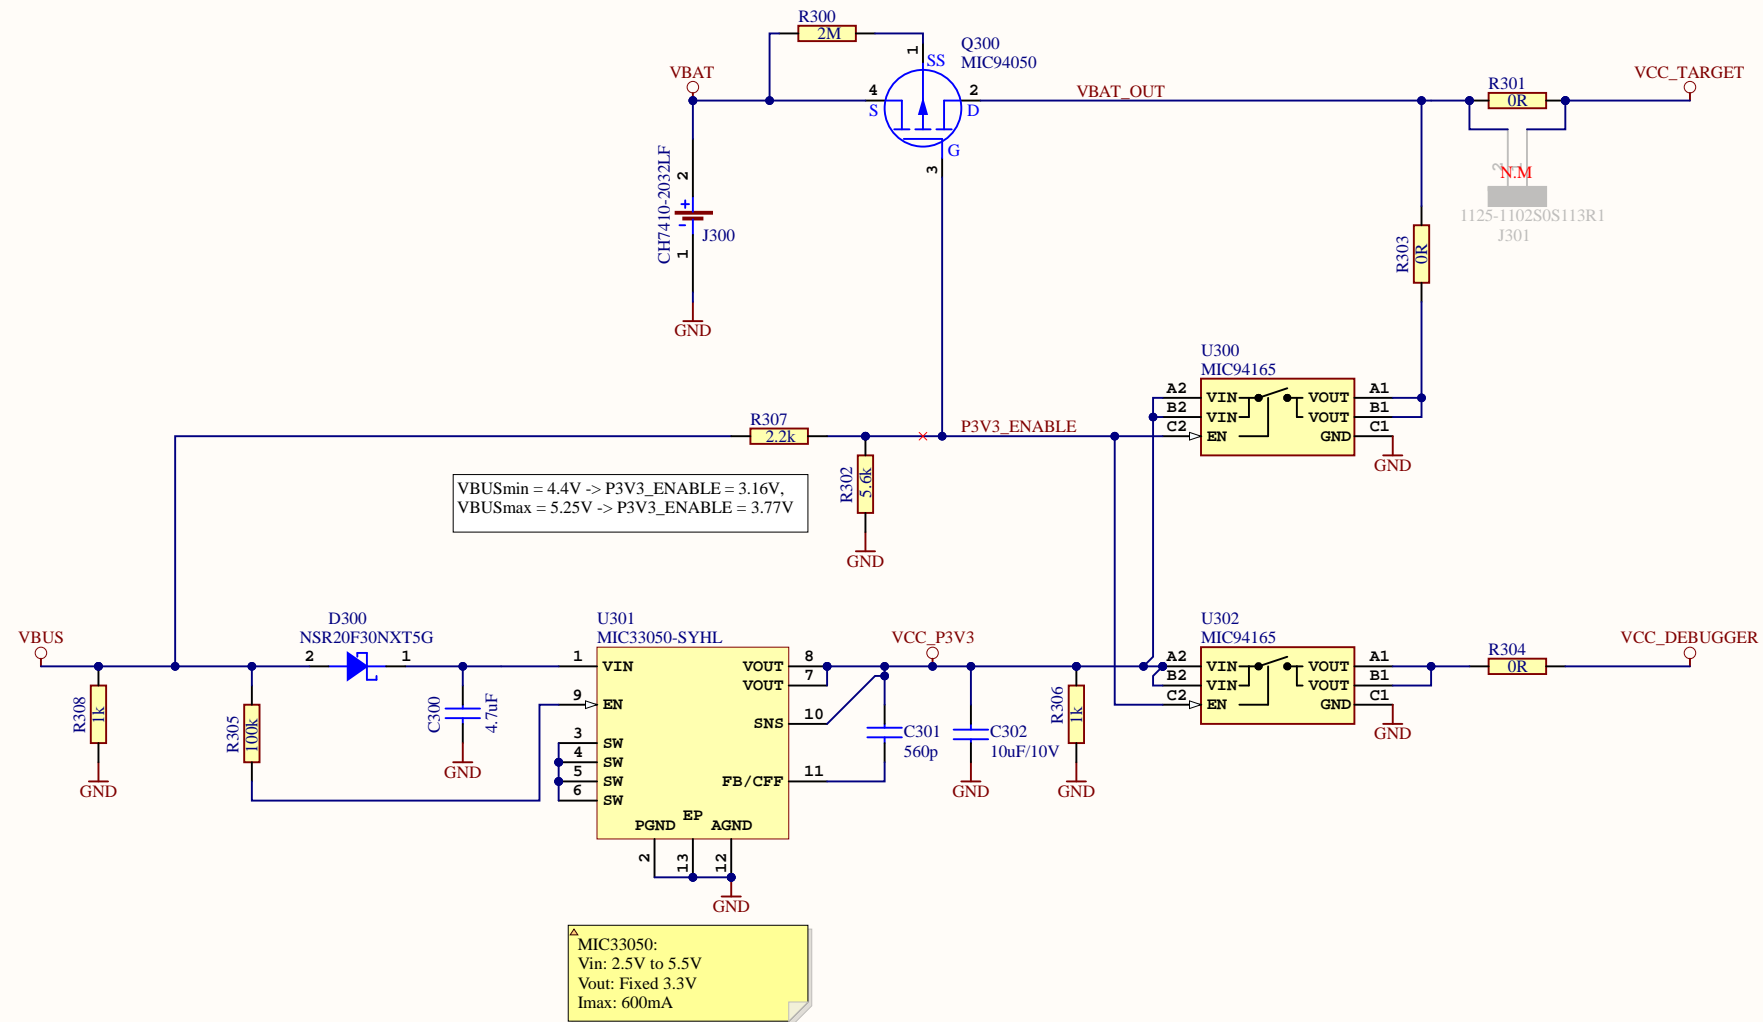 R300
2M
1
Q300
MIC94050
SS
VBAT
4
2
S
D
G
3
VBAT_OUT
R301
0R
VCC_TARGET
2
1
N.M
1125-1102S0S113R1
J301
CH7410-2032LF
2
+
-
1
J300
GND
R303
0R
U300
MIC94165
A2
VIN
VOUT
A1
B2
VIN
VOUT
B1
C2
EN
GND
C1
GND
R307
2.2k
P3V3_ENABLE
R302
5.6k
GND
VBUSmin = 4.4V -> P3V3_ENABLE = 3.16V,
VBUSmax = 5.25V -> P3V3_ENABLE = 3.77V
VBUS
D300
NSR20F30NXT5G
2
1
R308
1k
GND
R305
100k
C300
4.7uF
GND
U301
MIC33050-SYHL
1
VIN
9
EN
3
SW
4
SW
5
SW
6
SW
VOUT
8
VOUT
7
SNS
10
FB/CFF
11
PGND
EP
AGND
2
13
12
GND
VCC_P3V3
C301
560p
C302
10uF/10V
GND
R306
1k
GND
U302
MIC94165
A2
VIN
VOUT
A1
B2
VIN
VOUT
B1
C2
EN
GND
C1
GND
R304
0R
VCC_DEBUGGER
MIC33050:
Vin: 2.5V to 5.5V
Vout: Fixed 3.3V
Imax: 600mA